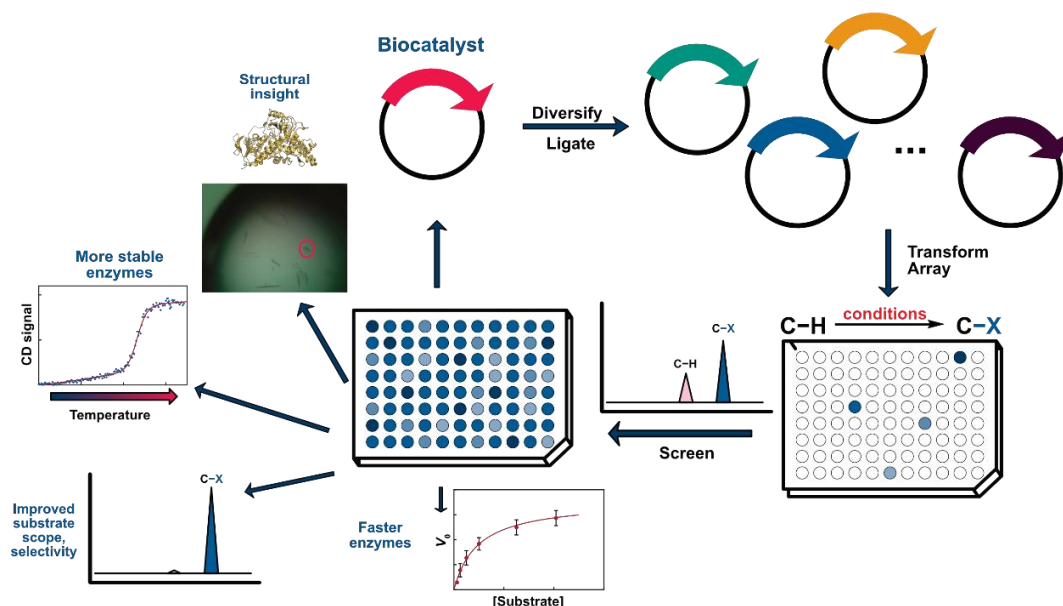 Biocatalyst
Structural
insight
Diversify
Ligate
...
Transform
Array
More stable
enzymes
CD signal
Temperature
C–H
conditions
C–X
C–X
C–H
Screen
C–X
Improved
substrate
scope,
selectivity
Faster
enzymes
V₀
[Substrate]